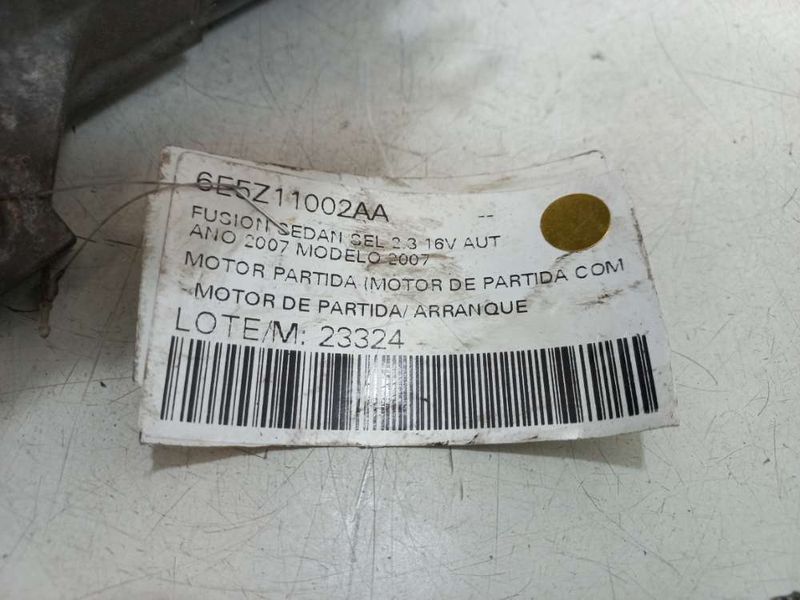 6E5Z11002AA --
FUSION SEDAN SEL 2.3 16V AUT
ANO 2007 MODELO 2007
MOTOR PARTIDA (MOTOR DE PARTIDA COM
MOTOR DE PARTIDA/ ARRANQUE
LOTE/M: 23324